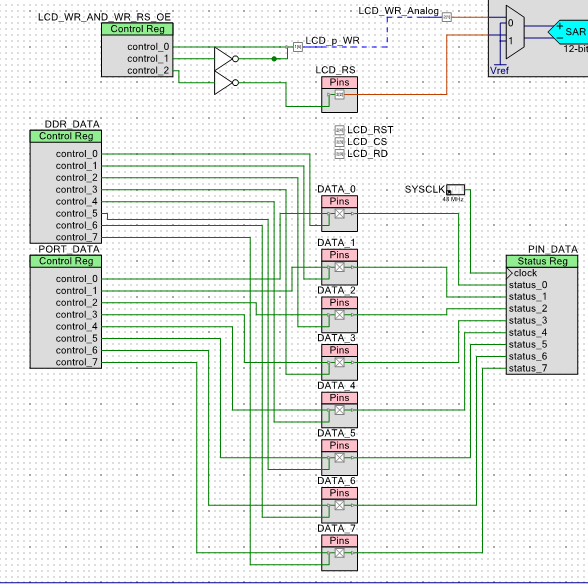 LCD_WR_AND_WR_RS_OE
Control Reg
control_0
control_1
control_2
LCD_p_WR
LCD_WR_Analog
0
1
Vref
+
-
SAR
12-bit
LCD_RS
Pins
LCD_RST
LCD_CS
LCD_RD
DDR_DATA
Control Reg
control_0
control_1
control_2
control_3
control_4
control_5
control_6
control_7
PORT_DATA
Control Reg
control_0
control_1
control_2
control_3
control_4
control_5
control_6
control_7
DATA_0
Pins
DATA_1
Pins
DATA_2
Pins
DATA_3
Pins
DATA_4
Pins
DATA_5
Pins
DATA_6
Pins
DATA_7
Pins
SYSCLK
48 MHz
PIN_DATA
Status Reg
clock
status_0
status_1
status_2
status_3
status_4
status_5
status_6
status_7